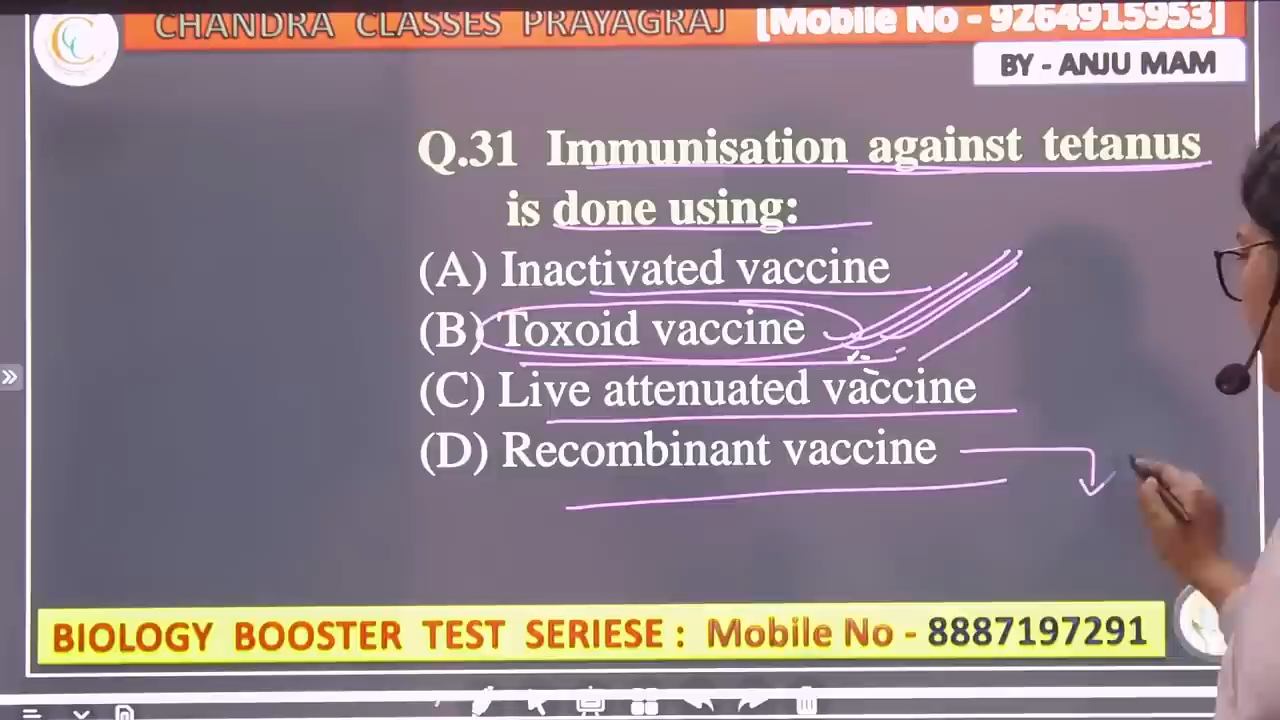 CHANDRA CLASSES PRAYAGRAJ [Mobile No - 9264915953]
BY - ANJU MAM
Q.31 Immunisation against tetanus
is done using:
(A) Inactivated vaccine
(B) Toxoid vaccine
(C) Live attenuated vaccine
(D) Recombinant vaccine
BIOLOGY BOOSTER TEST SERIESE : Mobile No - 8887197291